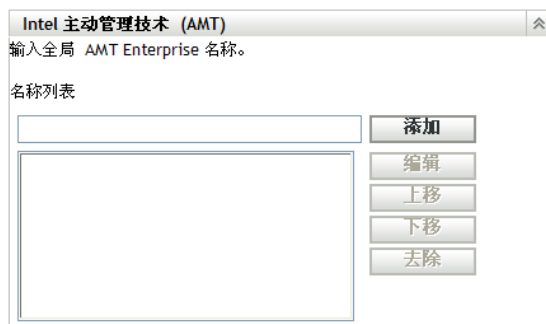 Intel 主动管理技术 (AMT)
输入全局 AMT Enterprise 名称。
名称列表
添加
编辑
上移
下移
去除